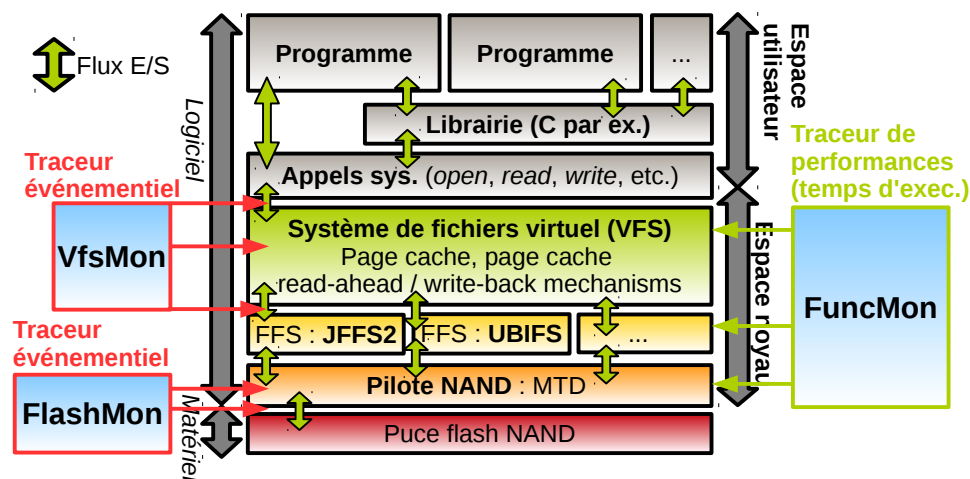 Flux E/S
Logiciel
Matériel
Programme
Programme
...
Librairie (C par ex.)
Appels sys. (open, read, write, etc.)
Système de fichiers virtuel (VFS)
Page cache, page cache
read-ahead / write-back mechanisms
FFS : JFFS2
FFS : UBIFS
...
Pilote NAND : MTD
Puce flash NAND
Traceur
événementiel
VfsMon
Traceur
événementiel
FlashMon
Espace
utilisateur
Espace noyau
Traceur de
performances
(temps d'exec.)
FuncMon